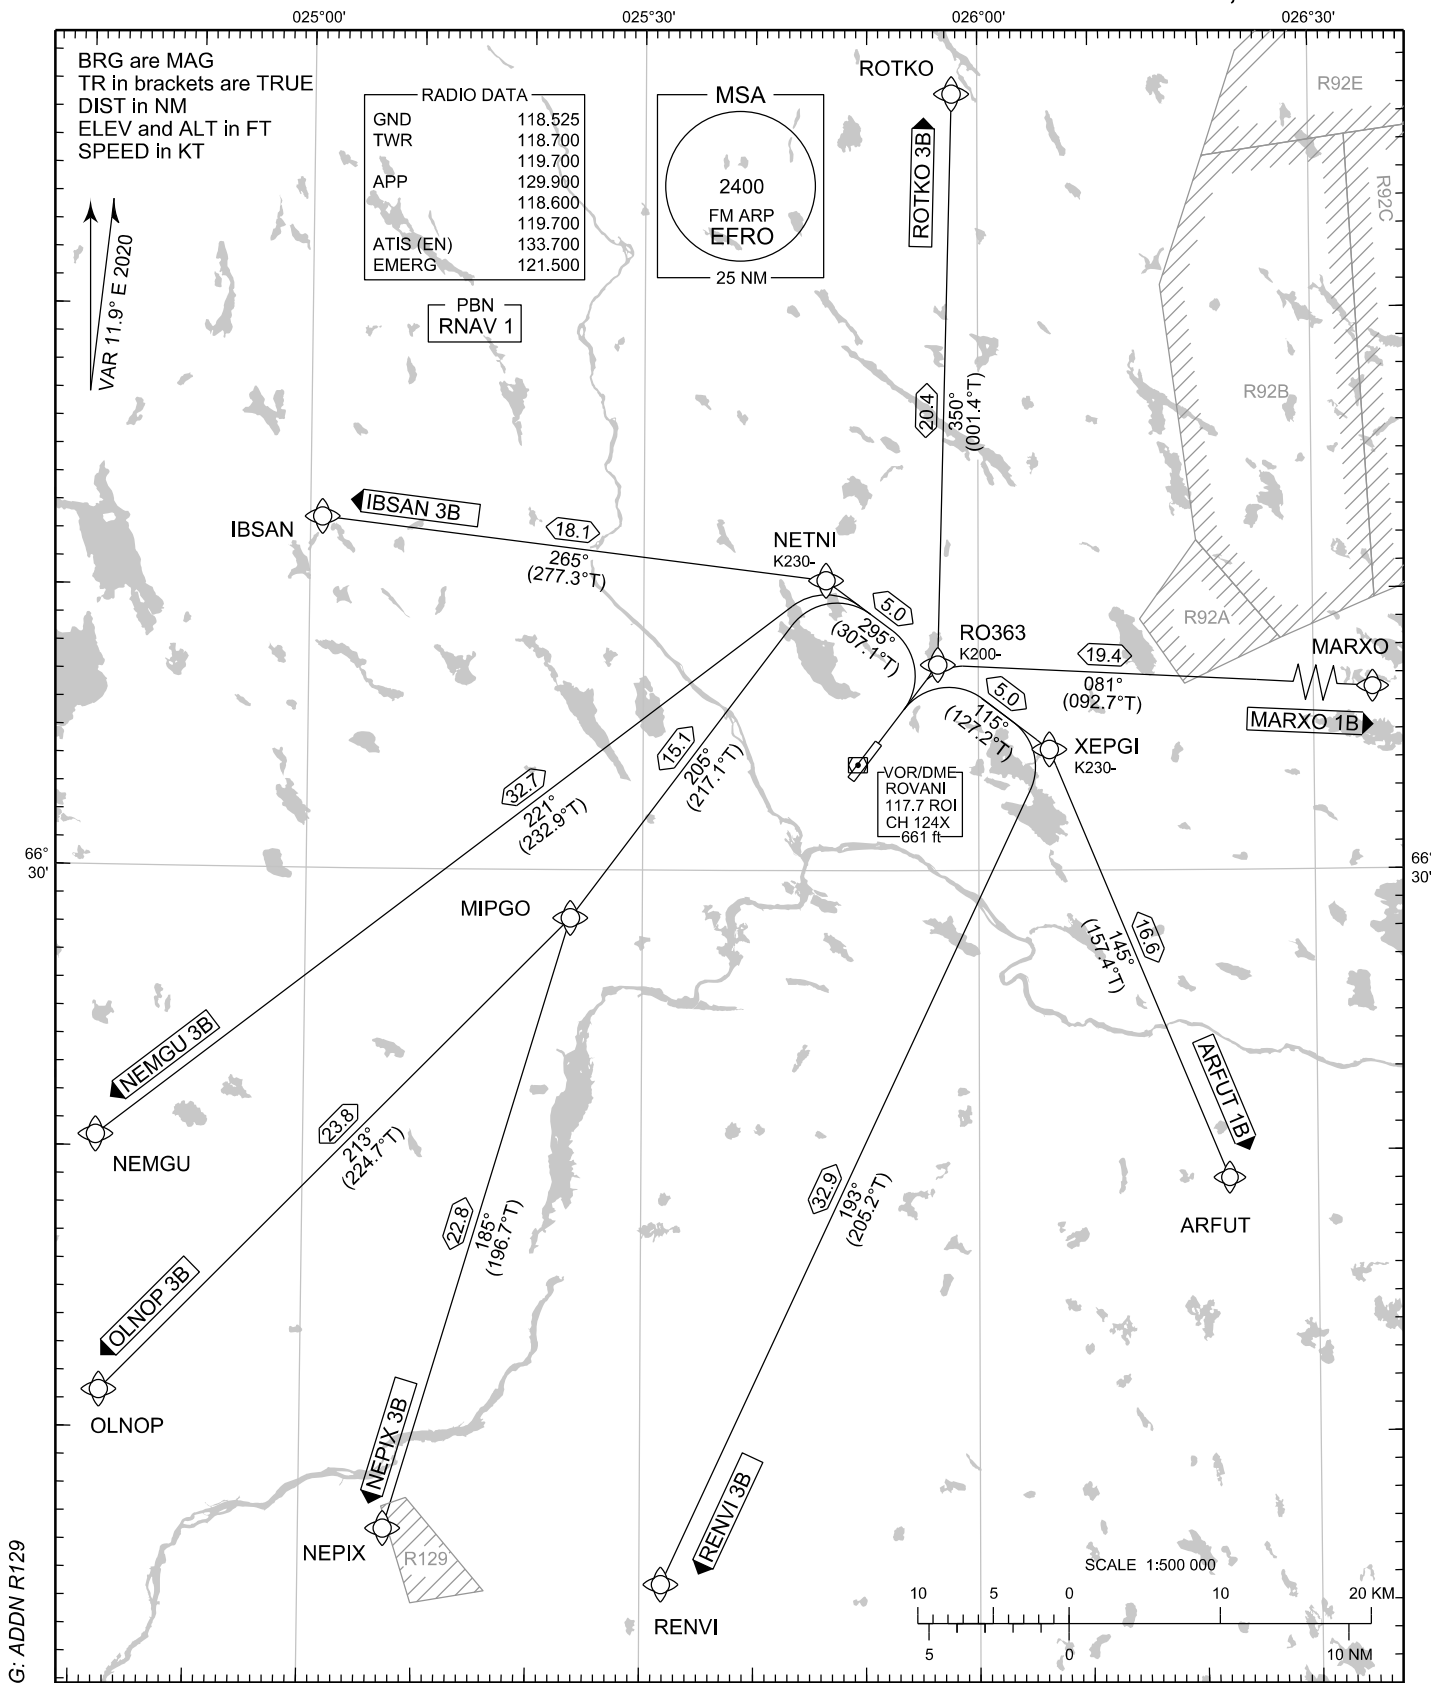 025°00' 025°30' 026°00' 026°30'
BRG are MAG
TR in brackets are TRUE
DIST in NM
ELEV and ALT in FT
SPEED in KT
VAR 11.9° E 2020
RADIO DATA
GND 118.525
TWR 118.700
119.700
APP 129.900
118.600
119.700
ATIS (EN) 133.700
EMERG 121.500
PBN
RNAV 1
MSA
2400
FM ARP
EFRO
25 NM
ROTKO
ROTKO 3B
20.4
350°
(001.4°T)
R92E
R92C
R92B
R92A
IBSAN
IBSAN 3B
18.1
265°
(277.3°T)
NETNI
K230-
5.0
295°
(307.1°T)
RO363
K200-
19.4
081°
(092.7°T)
MARXO
MARXO 1B
5.0
115°
(127.2°T)
XEPGI
K230-
VOR/DME
ROVANI
117.7 ROI
CH 124X
661 ft
15.1
205°
(217.1°T)
32.7
221°
(232.9°T)
66°
30'
66°
30'
MIPGO
16.6
145°
(157.4°T)
NEMGU 3B
NEMGU
ARFUT 1B
ARFUT
23.8
213°
(224.7°T)
22.8
185°
(196.7°T)
32.9
193°
(205.2°T)
OLNOP 3B
OLNOP
NEPIX 3B
NEPIX
R129
RENVI 3B
RENVI
SCALE 1:500 000
10 5 0 10 20 KM
5 0 10 NM
G: ADDN R129